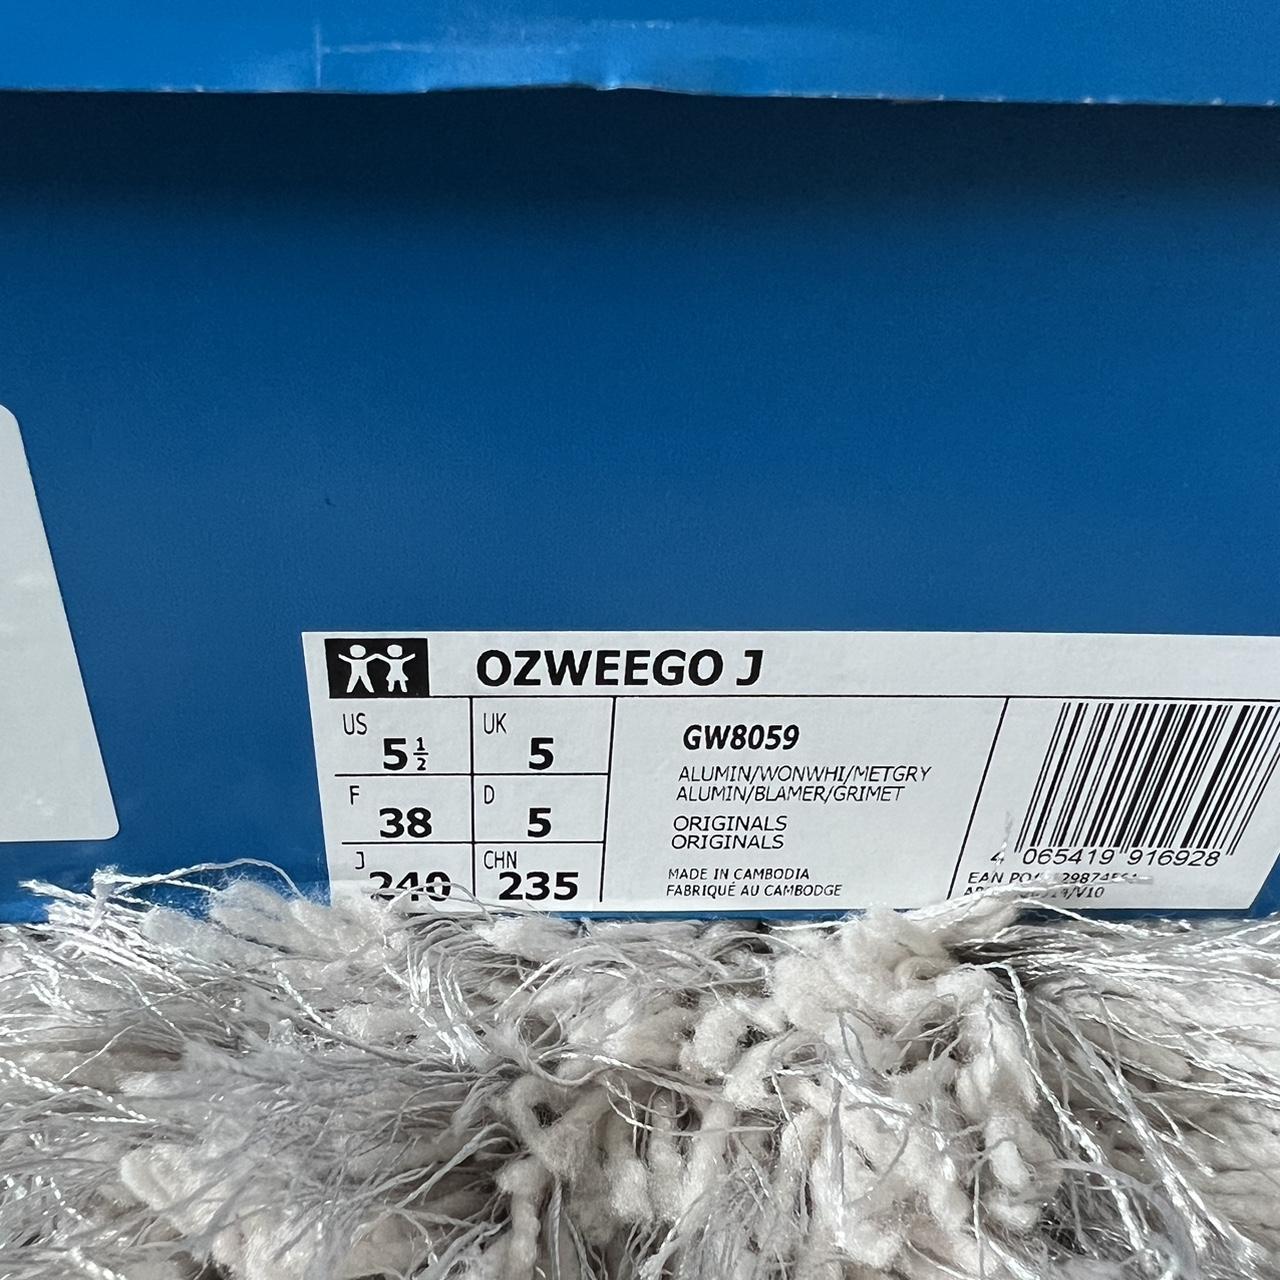 OZWEEGO J
US 5½
UK 5
F 38
D 5
J 240
CHN 235
GW8059
ALUMIN/WONWHI/METGRY
ALUMIN/BLAMER/GRIMET
ORIGINALS
ORIGINALS
MADE IN CAMBODIA
FABRIQUÉ AU CAMBODGE
4 065419 916928
EAN
/V10